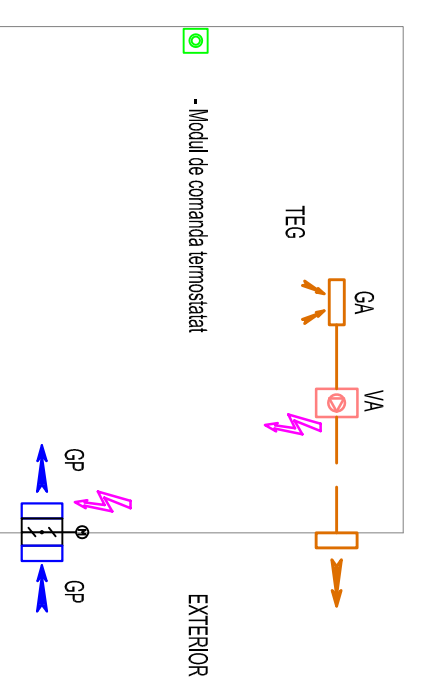 - Modul de comanda termostatat
TEG
GA
VA
GP
M
GP
EXTERIOR